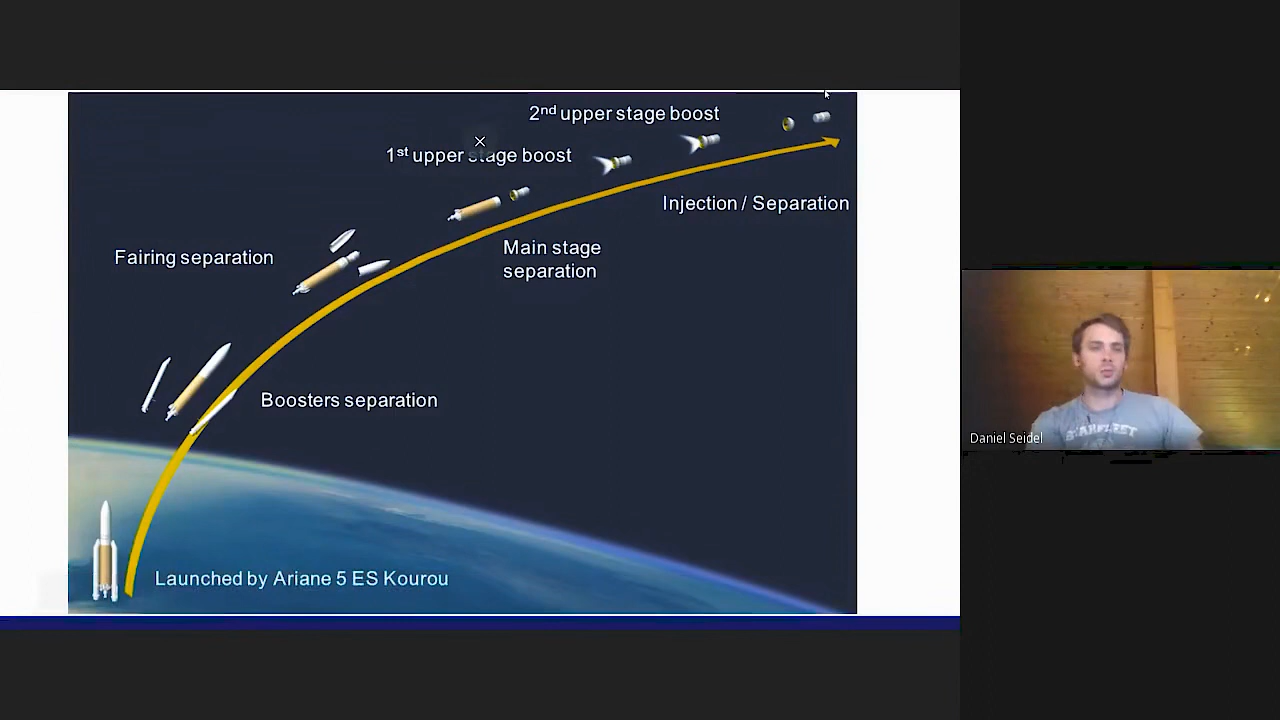 2nd upper stage boost
1st upper stage boost
Injection / Separation
Main stage
separation
Fairing separation
Boosters separation
Launched by Ariane 5 ES Kourou
Daniel Seidel
STARFLEET